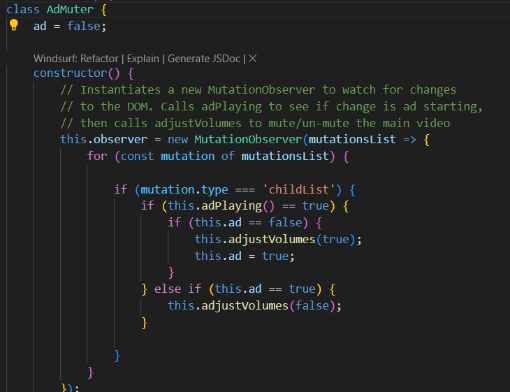 class AdMuter {
    ad = false;
    Windsurf: Refactor | Explain | Generate JSDoc | ×
    constructor() {
        // Instantiates a new MutationObserver to watch for changes
        // to the DOM. Calls adPlaying to see if change is ad starting,
        // then calls adjustVolumes to mute/un-mute the main video
        this.observer = new MutationObserver(mutationsList => {
            for (const mutation of mutationsList) {
                if (mutation.type === 'childList') {
                    if (this.adPlaying() == true) {
                        if (this.ad == false) {
                            this.adjustVolumes(true);
                            this.ad = true;
                        }
                    } else if (this.ad == true) {
                        this.adjustVolumes(false);
                    }
                }
            }
        });